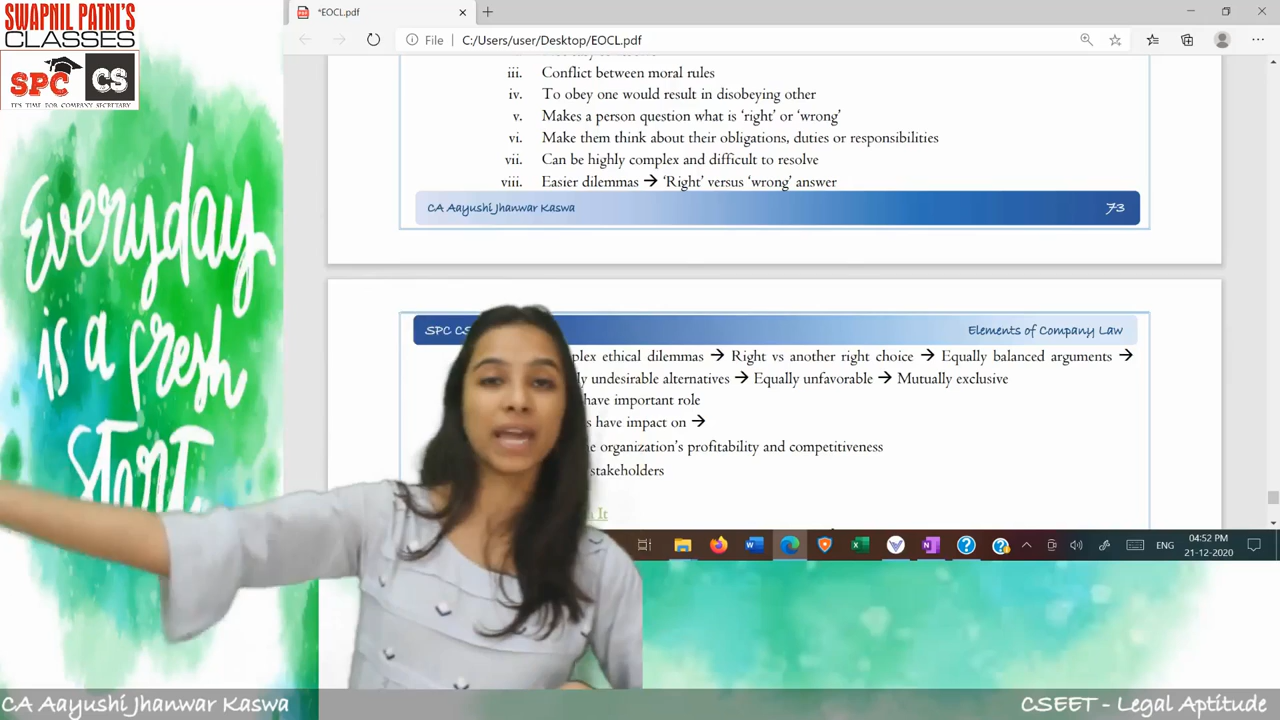 SWAPNIL PATNI'S
CLASSES
SPC CS
IT'S TIME FOR COMPANY SECRETARY
Everyday
is a fresh
start
*EOCL.pdf
File C:/Users/user/Desktop/EOCL.pdf
iii. Conflict between moral rules
iv. To obey one would result in disobeying other
v. Makes a person question what is ‘right’ or ‘wrong’
vi. Make them think about their obligations, duties or responsibilities
vii. Can be highly complex and difficult to resolve
viii. Easier dilemmas → ‘Right’ versus ‘wrong’ answer
CA Aayushi Jhanwar Kaswa 73
SPC CS Elements of Company Law
ethical dilemmas → Right vs another right choice → Equally balanced arguments →
undesirable alternatives → Equally unfavorable → Mutually exclusive
have important role
have impact on →
organization’s profitability and competitiveness
stakeholders
It
ENG
04:52 PM
21-12-2020
CA Aayushi Jhanwar Kaswa
CSEET - Legal Aptitude